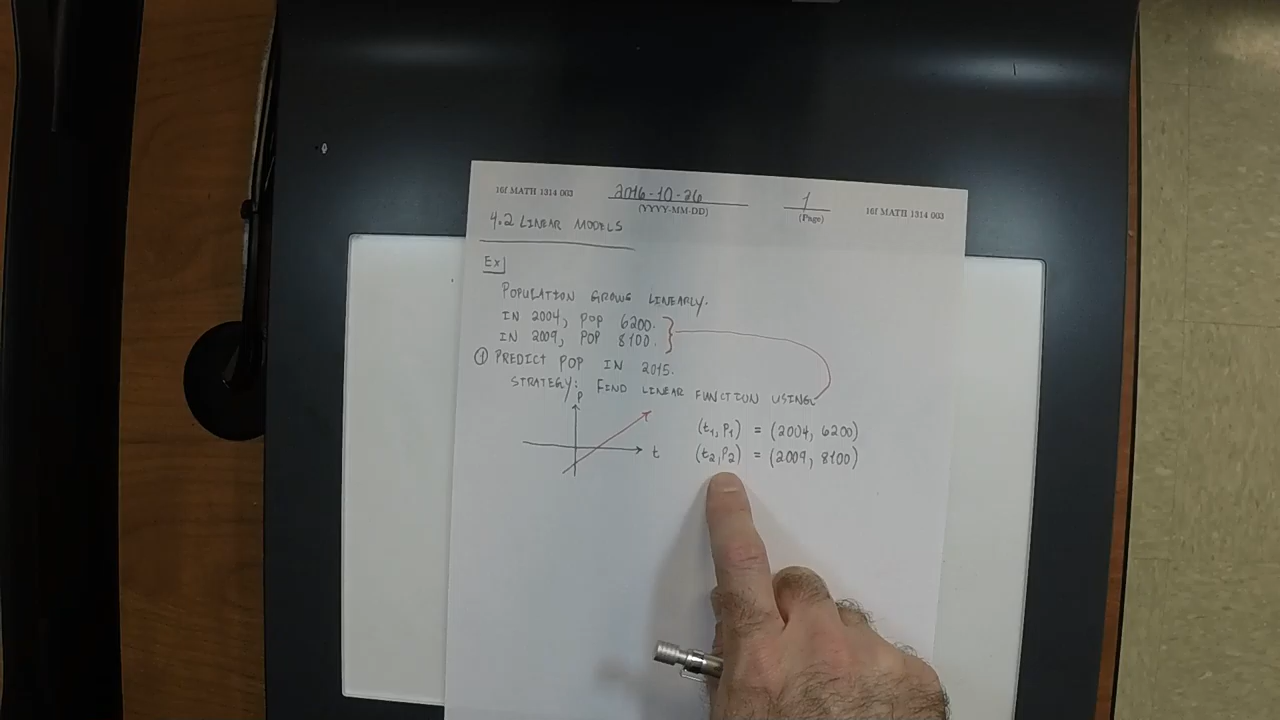 16f MATH 1314 003 2016-10-26 1 16f MATH 1314 003
(YYYY-MM-DD) (Page)
4.2 LINEAR MODELS
Ex
POPULATION GROWS LINEARLY.
IN 2004, POP 6200.
IN 2009, POP 8100.
① PREDICT POP IN 2015.
STRATEGY: FIND LINEAR FUNCTION USING
P
t
(t₁, P₁) = (2004, 6200)
(t₂, P₂) = (2009, 8100)